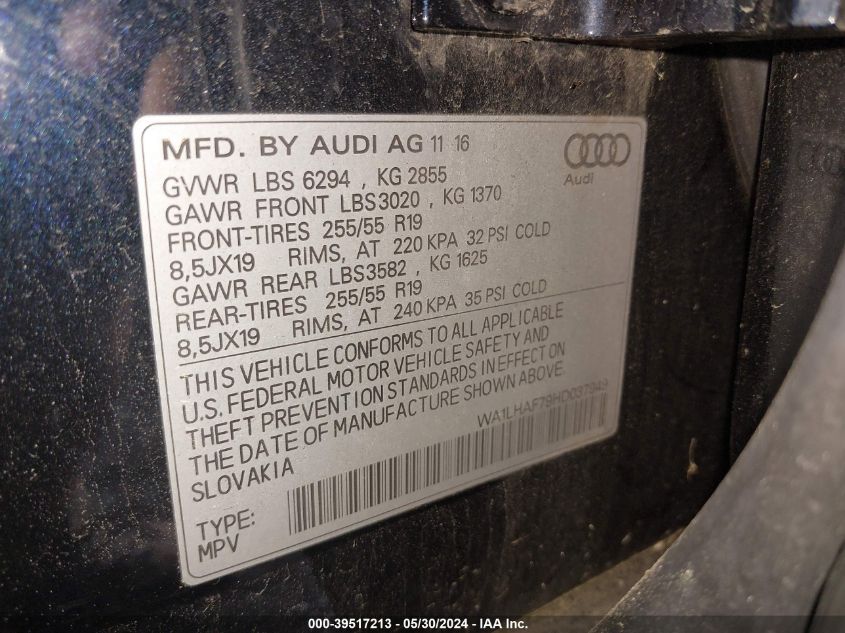 MFD. BY AUDI AG 11 16
Audi
GVWR LBS 6294 , KG 2855
GAWR FRONT LBS3020 , KG 1370
FRONT-TIRES 255/55 R19
8,5JX19 RIMS, AT 220 KPA 32 PSI COLD
GAWR REAR LBS3582 , KG 1625
REAR-TIRES 255/55 R19
8,5JX19 RIMS, AT 240 KPA 35 PSI COLD
THIS VEHICLE CONFORMS TO ALL APPLICABLE
U.S. FEDERAL MOTOR VEHICLE SAFETY AND
THEFT PREVENTION STANDARDS IN EFFECT ON
THE DATE OF MANUFACTURE SHOWN ABOVE.
SLOVAKIA
WA1LHAF79HD037949
TYPE:
MPV
000-39517213 - 05/30/2024 - IAA Inc.